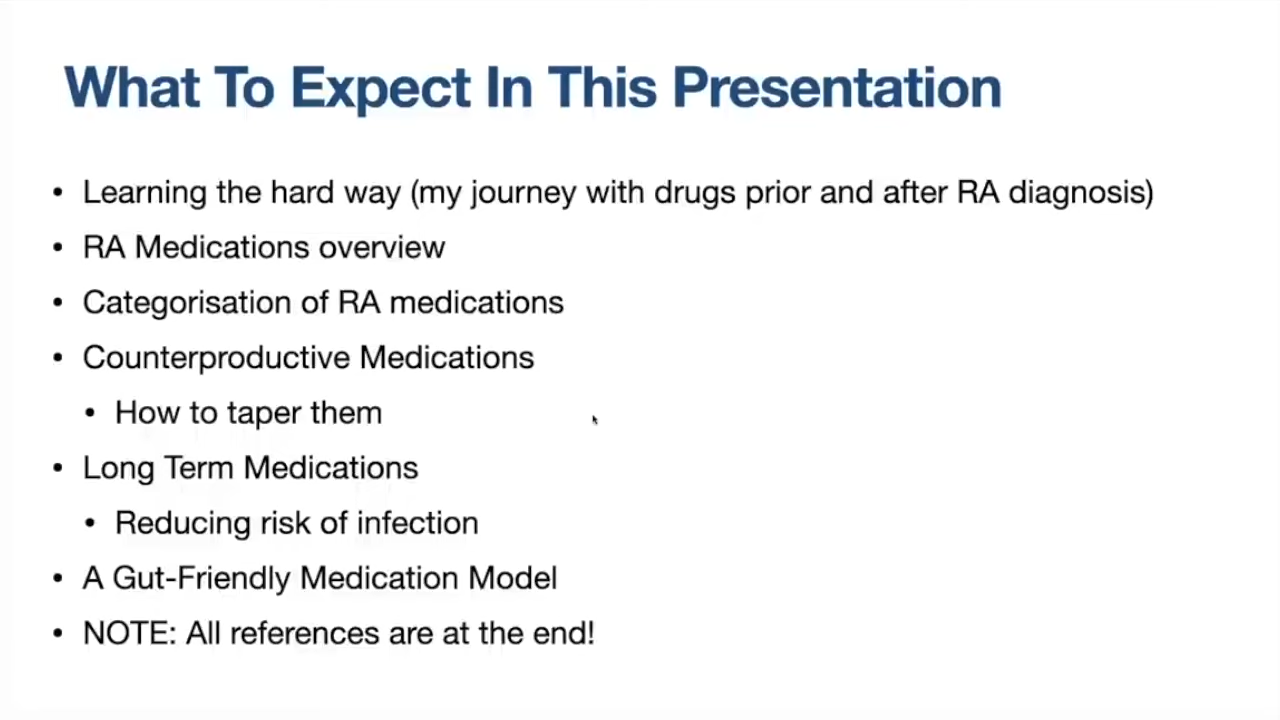 What To Expect In This Presentation
• Learning the hard way (my journey with drugs prior and after RA diagnosis)
• RA Medications overview
• Categorisation of RA medications
• Counterproductive Medications
• How to taper them
• Long Term Medications
• Reducing risk of infection
• A Gut-Friendly Medication Model
• NOTE: All references are at the end!